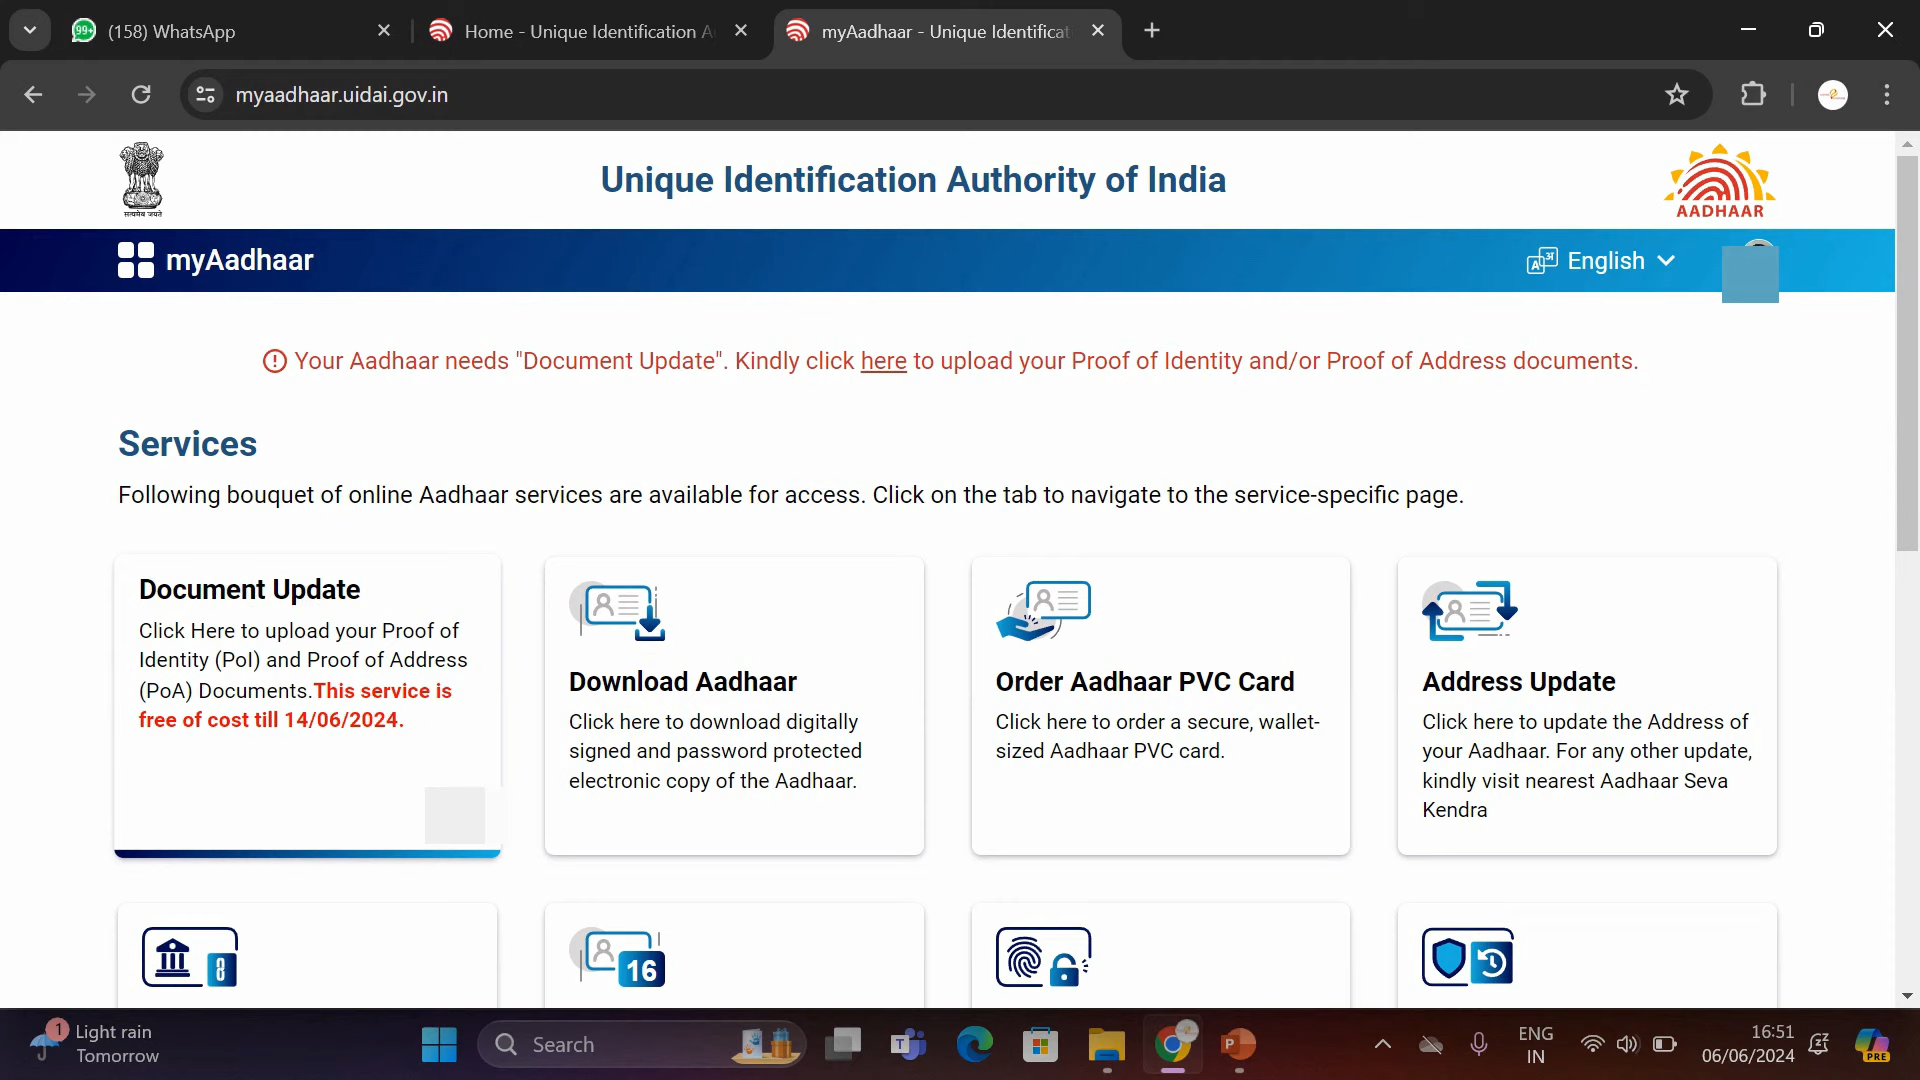 99+ (158) WhatsApp
Home - Unique Identification A
myAadhaar - Unique Identificat
myaadhaar.uidai.gov.in
सत्यमेव जयते
Unique Identification Authority of India
AADHAAR
myAadhaar
English
Your Aadhaar needs "Document Update". Kindly click here to upload your Proof of Identity and/or Proof of Address documents.
Services
Following bouquet of online Aadhaar services are available for access. Click on the tab to navigate to the service-specific page.
Document Update
Click Here to upload your Proof of
Identity (PoI) and Proof of Address
(PoA) Documents.This service is
free of cost till 14/06/2024.
Download Aadhaar
Click here to download digitally
signed and password protected
electronic copy of the Aadhaar.
Order Aadhaar PVC Card
Click here to order a secure, wallet-
sized Aadhaar PVC card.
Address Update
Click here to update the Address of
your Aadhaar. For any other update,
kindly visit nearest Aadhaar Seva
Kendra
16
1
Light rain
Tomorrow
Search
ENG
IN
16:51
06/06/2024
PRE